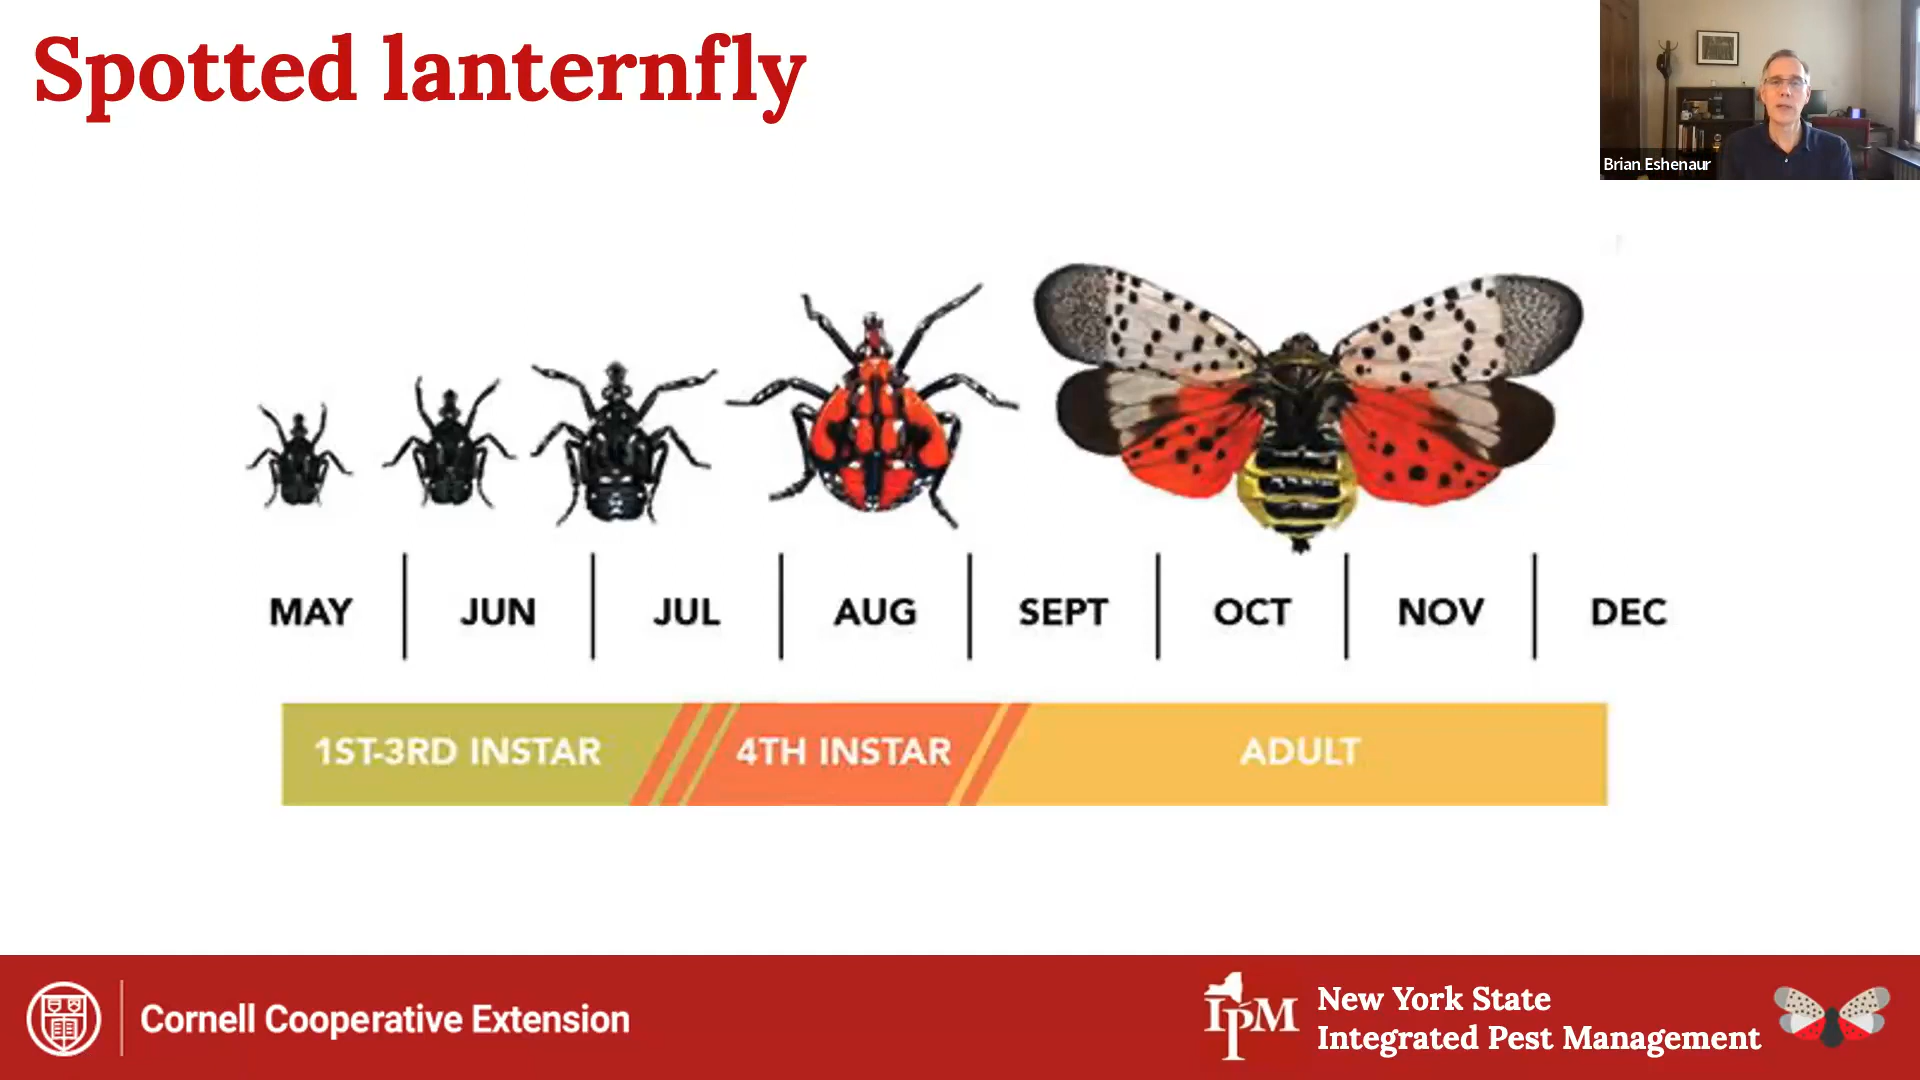 Spotted lanternfly
Brian Eshenaur
MAY JUN JUL AUG SEPT OCT NOV DEC
1ST-3RD INSTAR 4TH INSTAR ADULT
Cornell Cooperative Extension
IPM
New York State
Integrated Pest Management